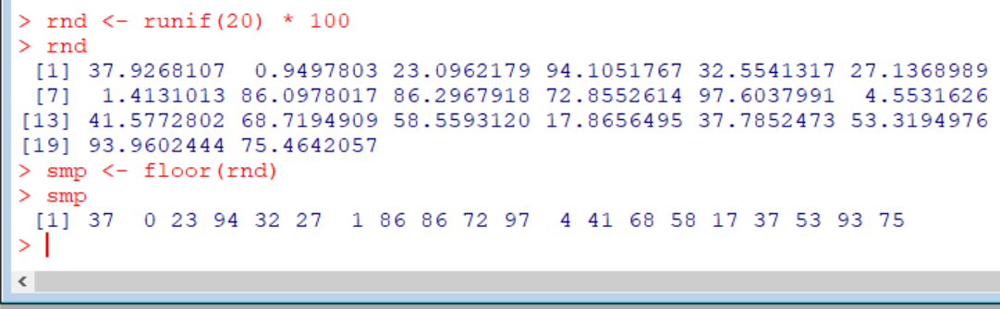 > rnd <- runif(20) * 100
> rnd
 [1] 37.9268107  0.9497803 23.0962179 94.1051767 32.5541317 27.1368989
 [7]  1.4131013 86.0978017 86.2967918 72.8552614 97.6037991  4.5531626
[13] 41.5772802 68.7194909 58.5593120 17.8656495 37.7852473 53.3194976
[19] 93.9602444 75.4642057
> smp <- floor(rnd)
> smp
 [1] 37  0 23 94 32 27  1 86 86 72 97  4 41 68 58 17 37 53 93 75
>